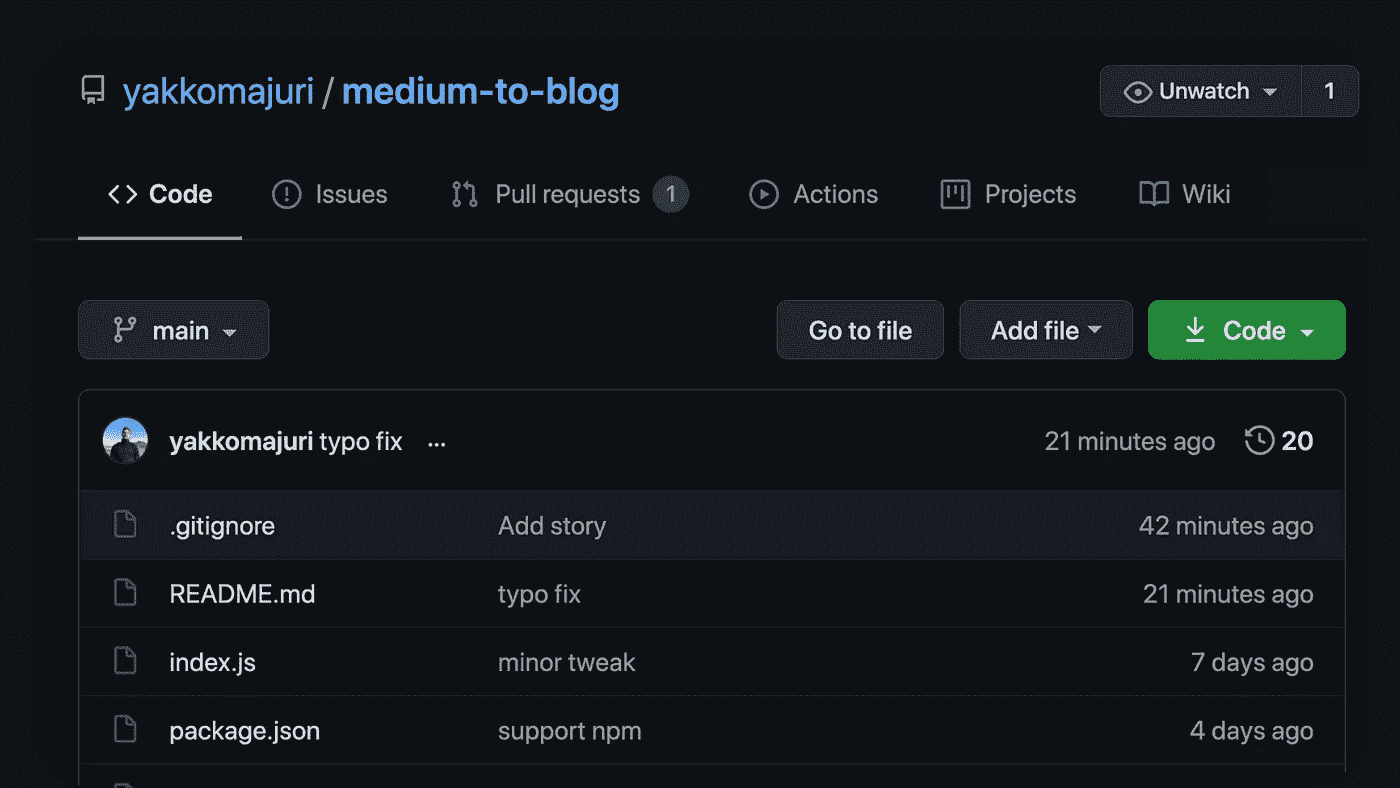 yakkomajuri / medium-to-blog Unwatch 1
Code Issues Pull requests 1 Actions Projects Wiki
main Go to file Add file Code
yakkomajuri typo fix ... 21 minutes ago 20
.gitignore Add story 42 minutes ago
README.md typo fix 21 minutes ago
index.js minor tweak 7 days ago
package.json support npm 4 days ago